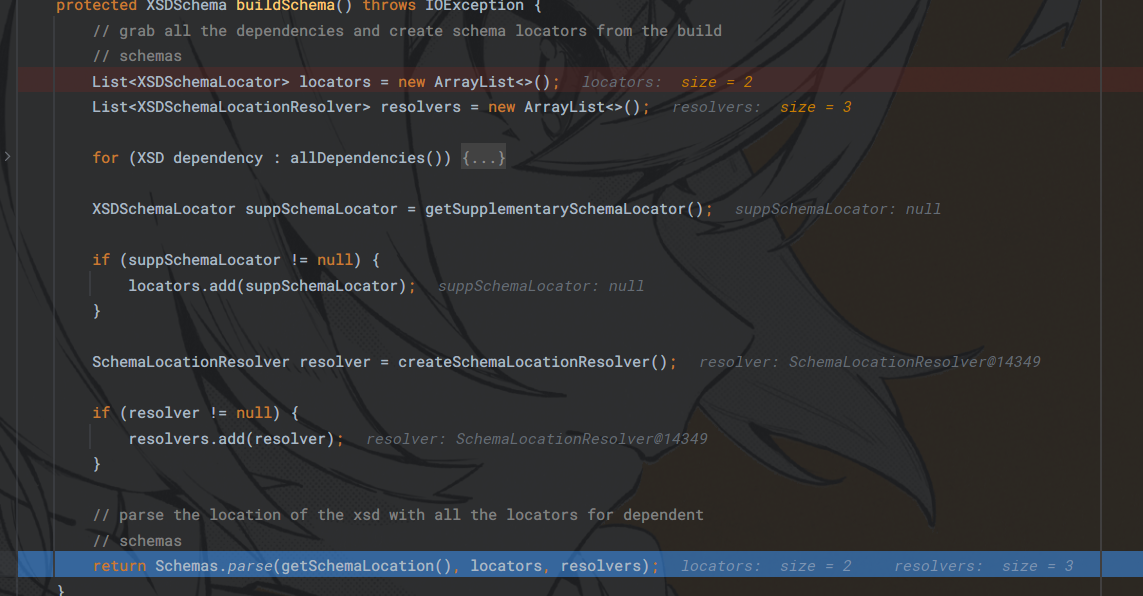 protected XSDSchema buildSchema() throws IOException {
// grab all the dependencies and create schema locators from the build
// schemas
List<XSDSchemaLocator> locators = new ArrayList<>(); locators: size = 2
List<XSDSchemaLocationResolver> resolvers = new ArrayList<>(); resolvers: size = 3
for (XSD dependency : allDependencies()) {...}
XSDSchemaLocator suppSchemaLocator = getSupplementarySchemaLocator(); suppSchemaLocator: null
if (suppSchemaLocator != null) {
locators.add(suppSchemaLocator); suppSchemaLocator: null
}
SchemaLocationResolver resolver = createSchemaLocationResolver(); resolver: SchemaLocationResolver@14349
if (resolver != null) {
resolvers.add(resolver); resolver: SchemaLocationResolver@14349
}
// parse the location of the xsd with all the locators for dependent
// schemas
return Schemas.parse(getSchemaLocation(), locators, resolvers); locators: size = 2 resolvers: size = 3
}